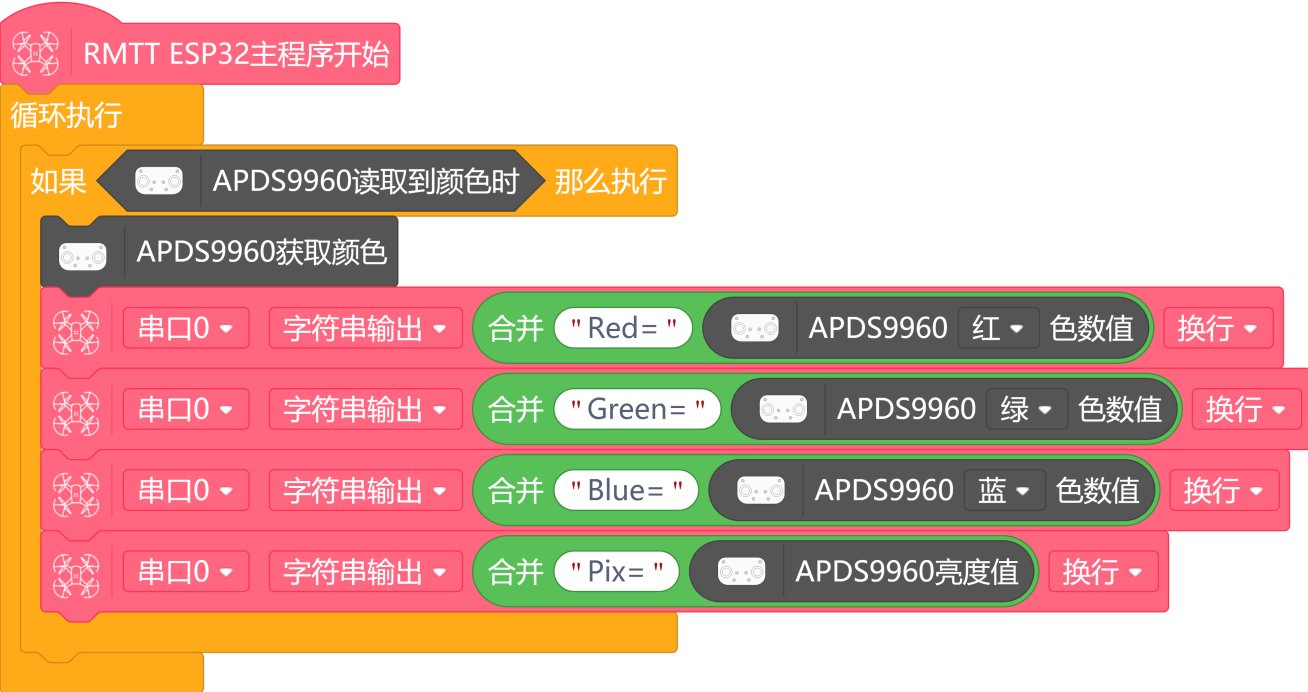 RMTT ESP32主程序开始
循环执行
如果 APDS9960读取到颜色时 那么执行
APDS9960获取颜色
串口0 字符串输出 合并 "Red=" APDS9960 红 色数值 换行
串口0 字符串输出 合并 "Green=" APDS9960 绿 色数值 换行
串口0 字符串输出 合并 "Blue=" APDS9960 蓝 色数值 换行
串口0 字符串输出 合并 "Pix=" APDS9960亮度值 换行